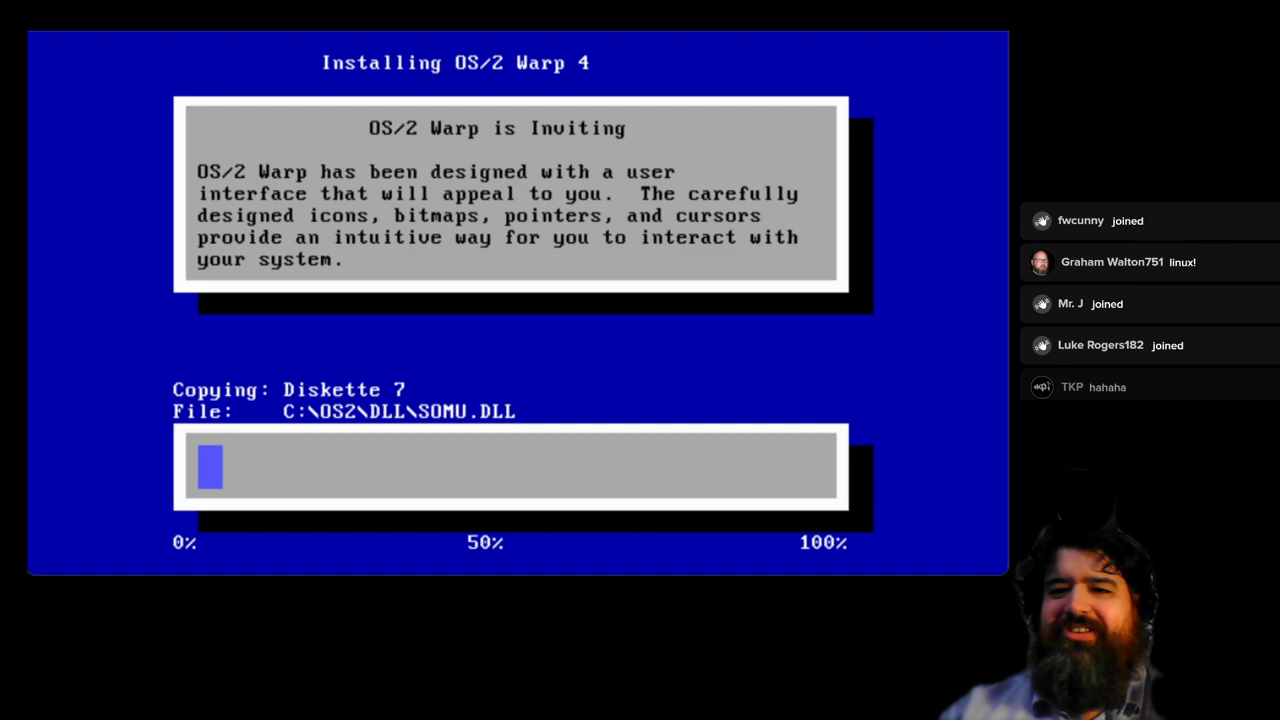 Installing OS/2 Warp 4
OS/2 Warp is Inviting
OS/2 Warp has been designed with a user
interface that will appeal to you.  The carefully
designed icons, bitmaps, pointers, and cursors
provide an intuitive way for you to interact with
your system.
Copying: Diskette 7
File:    C:\OS2\DLL\SOMU.DLL
0% 50% 100%
fwcunny joined
Graham Walton751 linux!
Mr. J joined
Luke Rogers182 joined
TKP hahaha